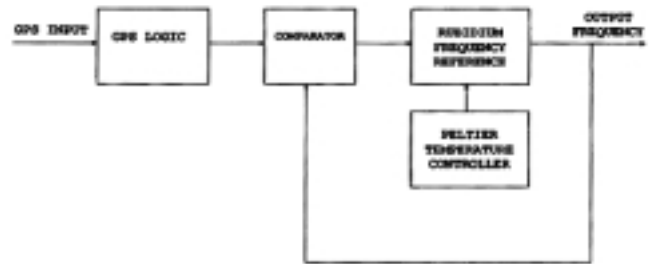 GPS INPUT
GPS LOGIC
COMPARATOR
RUBIDIUM
FREQUENCY
REFERENCE
OUTPUT
FREQUENCY
PELTIER
TEMPERATURE
CONTROLLER